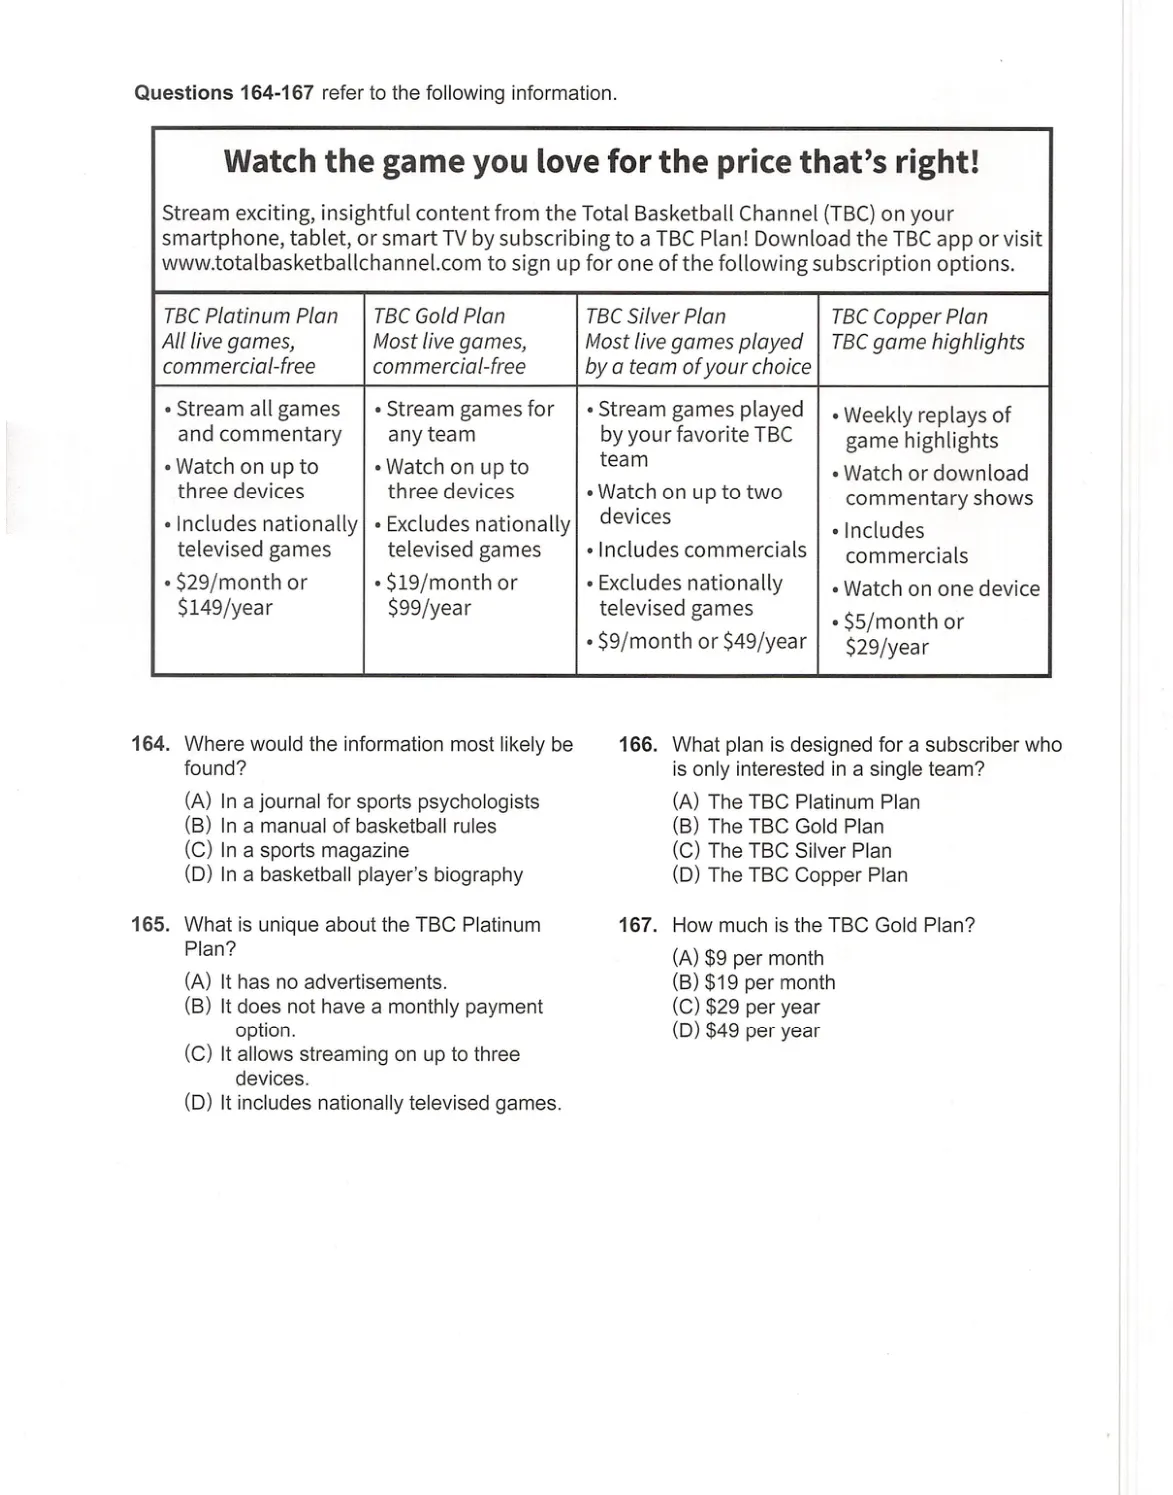 Questions 164-167 refer to the following information.
Watch the game you love for the price that's right!
Stream exciting, insightful content from the Total Basketball Channel (TBC) on your
smartphone, tablet, or smart TV by subscribing to a TBC Plan! Download the TBC app or visit
www.totalbasketballchannel.com to sign up for one of the following subscription options.
TBC Platinum Plan
All live games,
commercial-free
• Stream all games
and commentary
• Watch on up to
three devices
• Includes nationally
televised games
• $29/month or
$149/year
TBC Gold Plan
Most live games,
commercial-free
• Stream games for
any team
• Watch on up to
three devices
• Excludes nationally
televised games
• $19/month or
$99/year
TBC Silver Plan
Most live games played
by a team of your choice
• Stream games played
by your favorite TBC
team
• Watch on up to two
devices
• Includes commercials
• Excludes nationally
televised games
• $9/month or $49/year
TBC Copper Plan
TBC game highlights
• Weekly replays of
game highlights
• Watch or download
commentary shows
• Includes
commercials
• Watch on one device
• $5/month or
$29/year
164. Where would the information most likely be
found?
(A) In a journal for sports psychologists
(B) In a manual of basketball rules
(C) In a sports magazine
(D) In a basketball player's biography
165. What is unique about the TBC Platinum
Plan?
(A) It has no advertisements.
(B) It does not have a monthly payment
option.
(C) It allows streaming on up to three
devices.
(D) It includes nationally televised games.
166. What plan is designed for a subscriber who
is only interested in a single team?
(A) The TBC Platinum Plan
(B) The TBC Gold Plan
(C) The TBC Silver Plan
(D) The TBC Copper Plan
167. How much is the TBC Gold Plan?
(A) $9 per month
(B) $19 per month
(C) $29 per year
(D) $49 per year